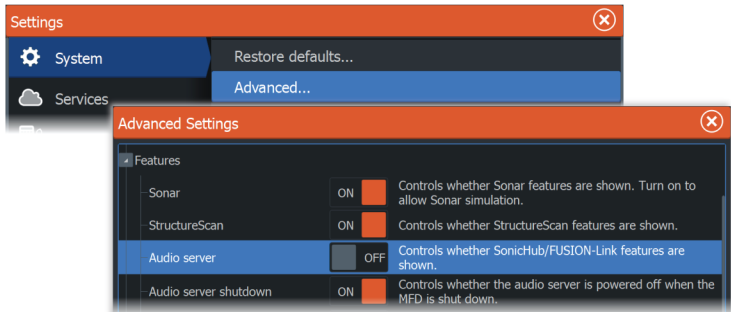 Settings
System
Restore defaults...
Advanced...
Services
Advanced Settings
Features
Sonar
ON
Controls whether Sonar features are shown. Turn on to
allow Sonar simulation.
StructureScan
ON
Controls whether StructureScan features are shown.
Audio server
OFF
Controls whether SonicHub/FUSION-Link features are
shown.
Audio server shutdown
ON
Controls whether the audio server is powered off when the
MFD is shut down.